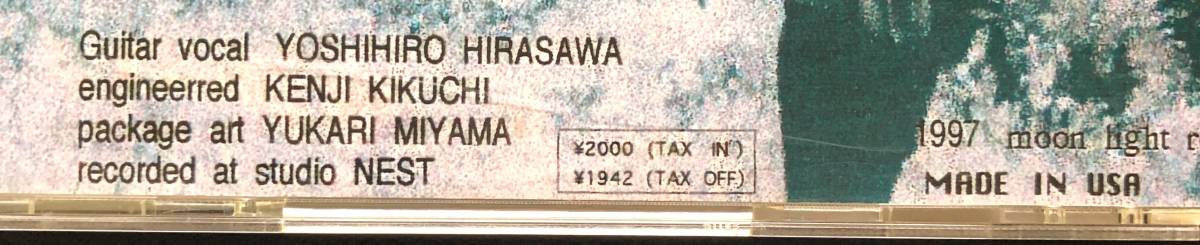 Guitar vocal YOSHIHIRO HIRASAWA
engineerred KENJI KIKUCHI
package art YUKARI MIYAMA
recorded at studio NEST
¥2000 (TAX IN')
¥1942 (TAX OFF)
1997 moon light
MADE IN USA